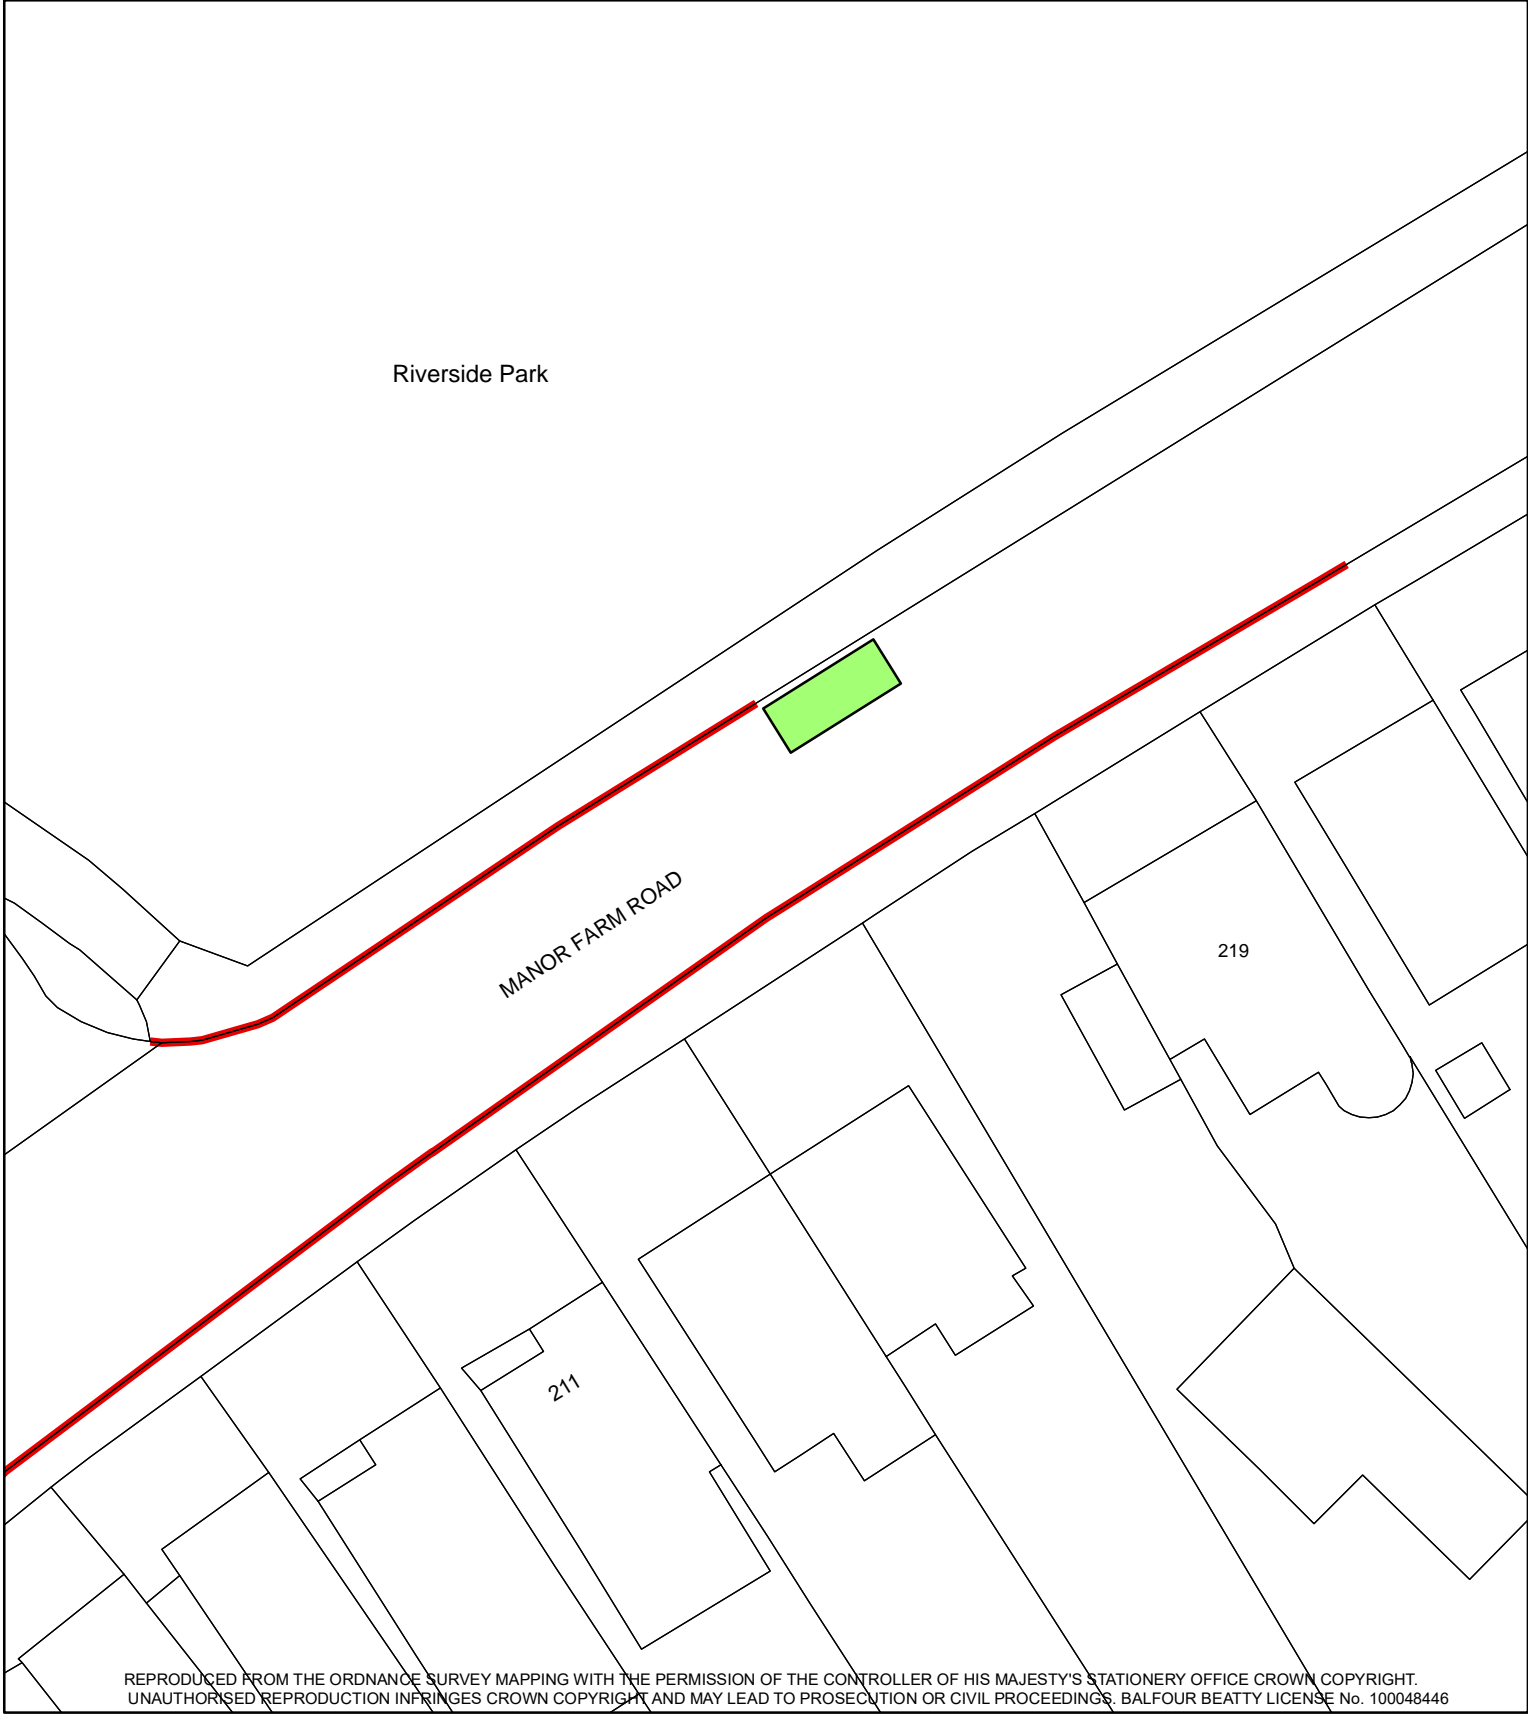 Riverside Park
MANOR FARM ROAD
219
211
REPRODUCED FROM THE ORDNANCE SURVEY MAPPING WITH THE PERMISSION OF THE CONTROLLER OF HIS MAJESTY'S STATIONERY OFFICE CROWN COPYRIGHT.
UNAUTHORISED REPRODUCTION INFRINGES CROWN COPYRIGHT AND MAY LEAD TO PROSECUTION OR CIVIL PROCEEDINGS. BALFOUR BEATTY LICENSE No. 100048446